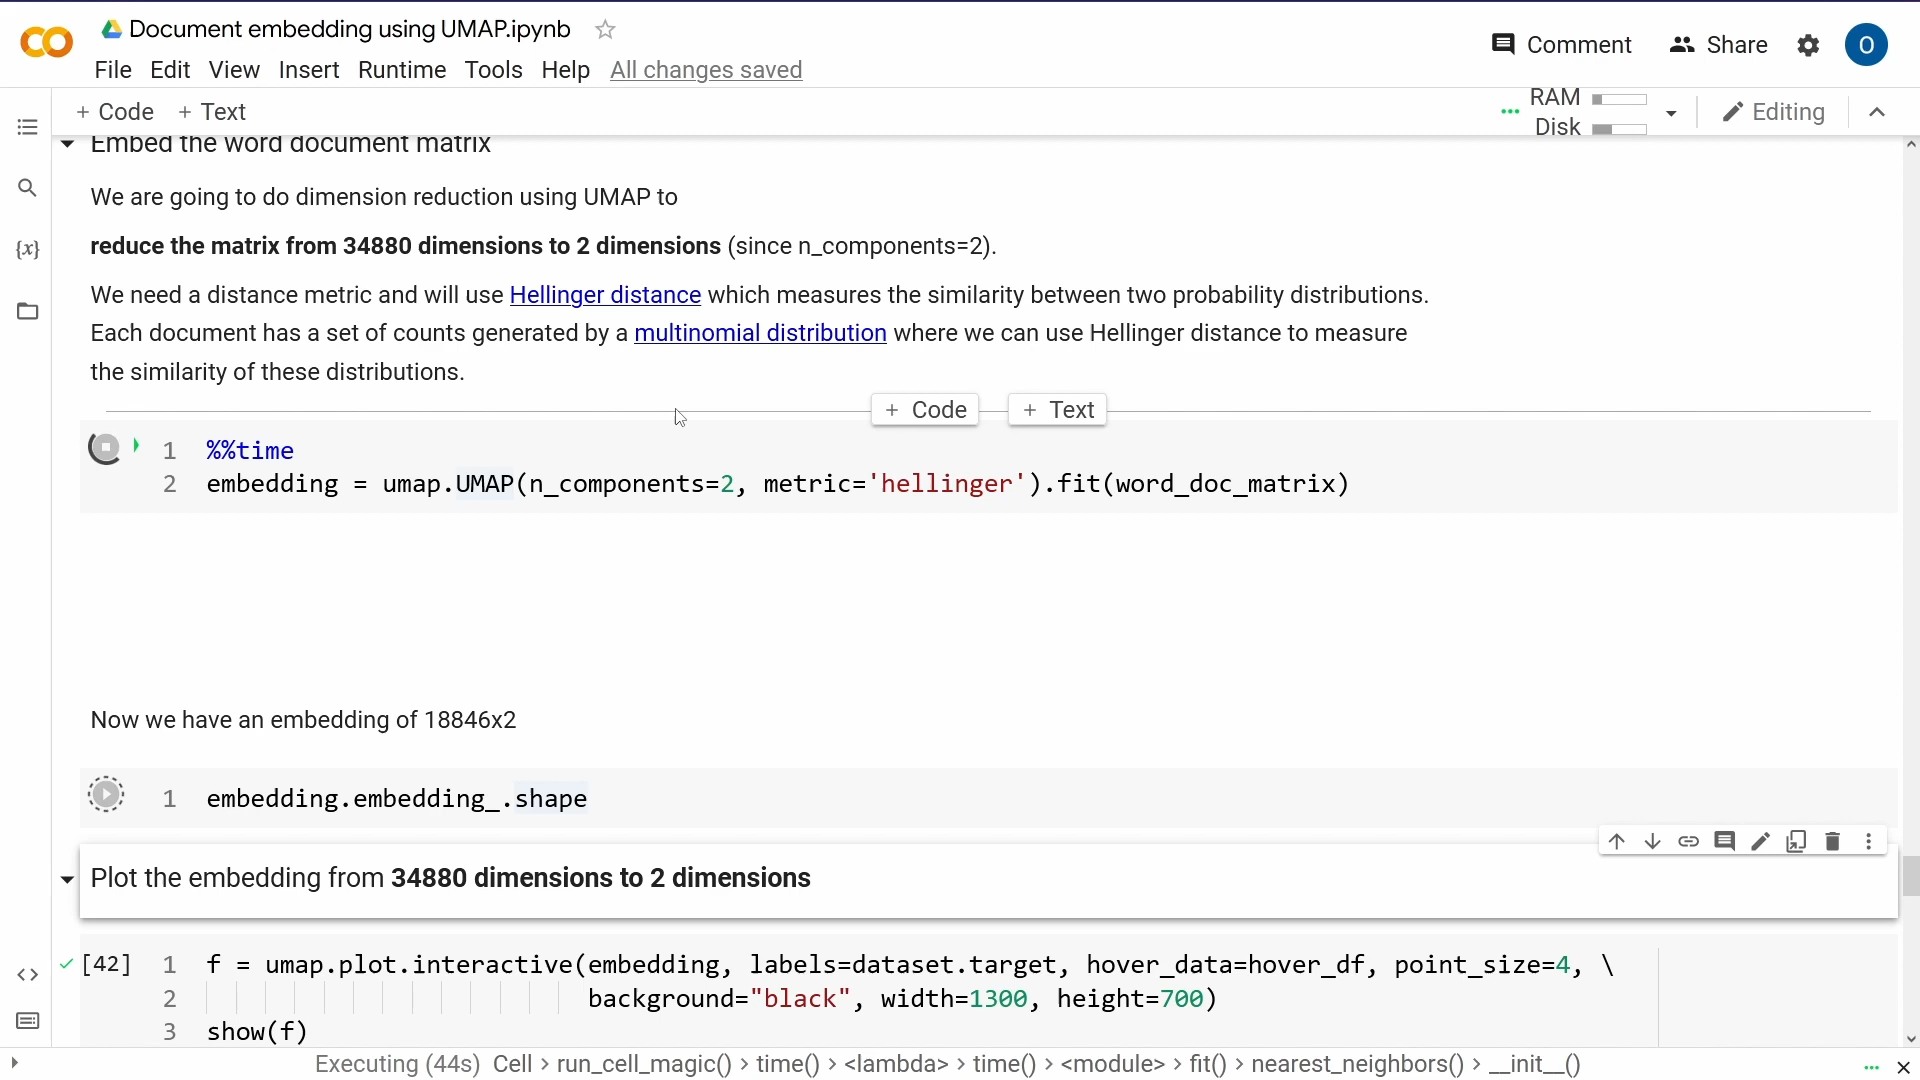 Document embedding using UMAP.ipynb
Comment
Share
O
File Edit View Insert Runtime Tools Help All changes saved
+ Code + Text
RAM
Disk
Editing
Embed the word document matrix
We are going to do dimension reduction using UMAP to
reduce the matrix from 34880 dimensions to 2 dimensions (since n_components=2).
We need a distance metric and will use Hellinger distance which measures the similarity between two probability distributions.
Each document has a set of counts generated by a multinomial distribution where we can use Hellinger distance to measure
the similarity of these distributions.
+ Code + Text
1 %%time
2 embedding = umap.UMAP(n_components=2, metric='hellinger').fit(word_doc_matrix)
Now we have an embedding of 18846x2
1 embedding.embedding_.shape
Plot the embedding from 34880 dimensions to 2 dimensions
[42] 1 f = umap.plot.interactive(embedding, labels=dataset.target, hover_data=hover_df, point_size=4, \
2 background="black", width=1300, height=700)
3 show(f)
Executing (44s) Cell > run_cell_magic() > time() > <lambda> > time() > <module> > fit() > nearest_neighbors() > __init__()